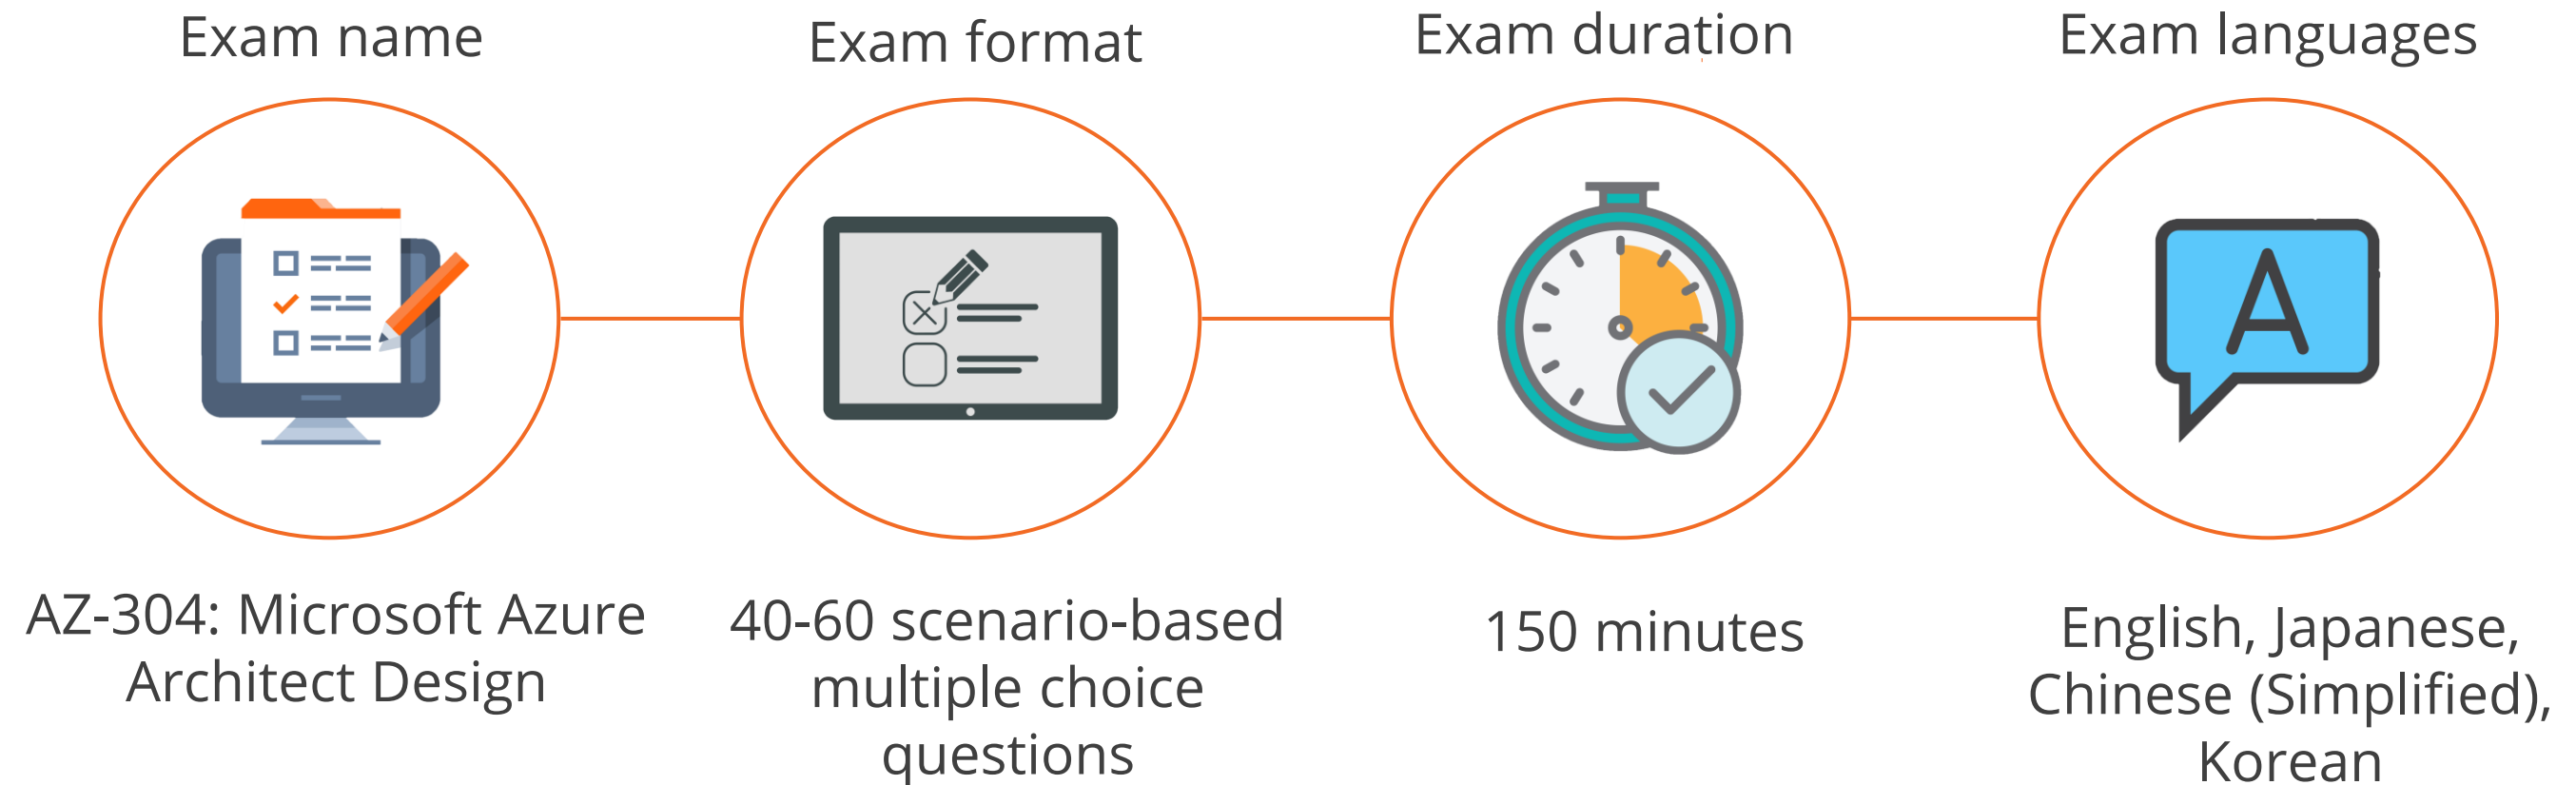 Exam name
Exam format
Exam duration
Exam languages
A
AZ-304: Microsoft Azure
Architect Design
40-60 scenario-based
multiple choice
questions
150 minutes
English, Japanese,
Chinese (Simplified),
Korean